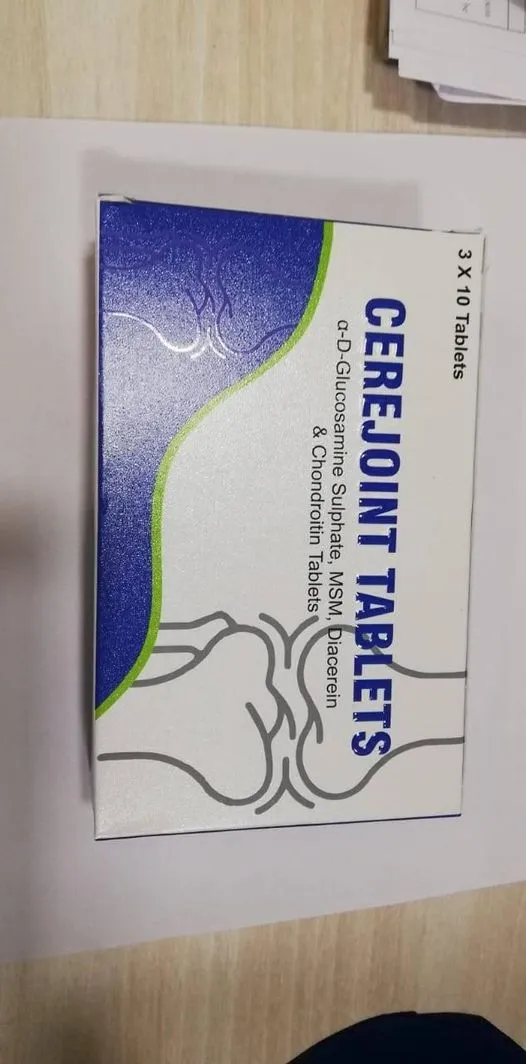 3 X 10 Tablets
CEREJOINT TABLETS
α-D-Glucosamine Sulphate, MSM, Diacerein
& Chondroitin Tablets